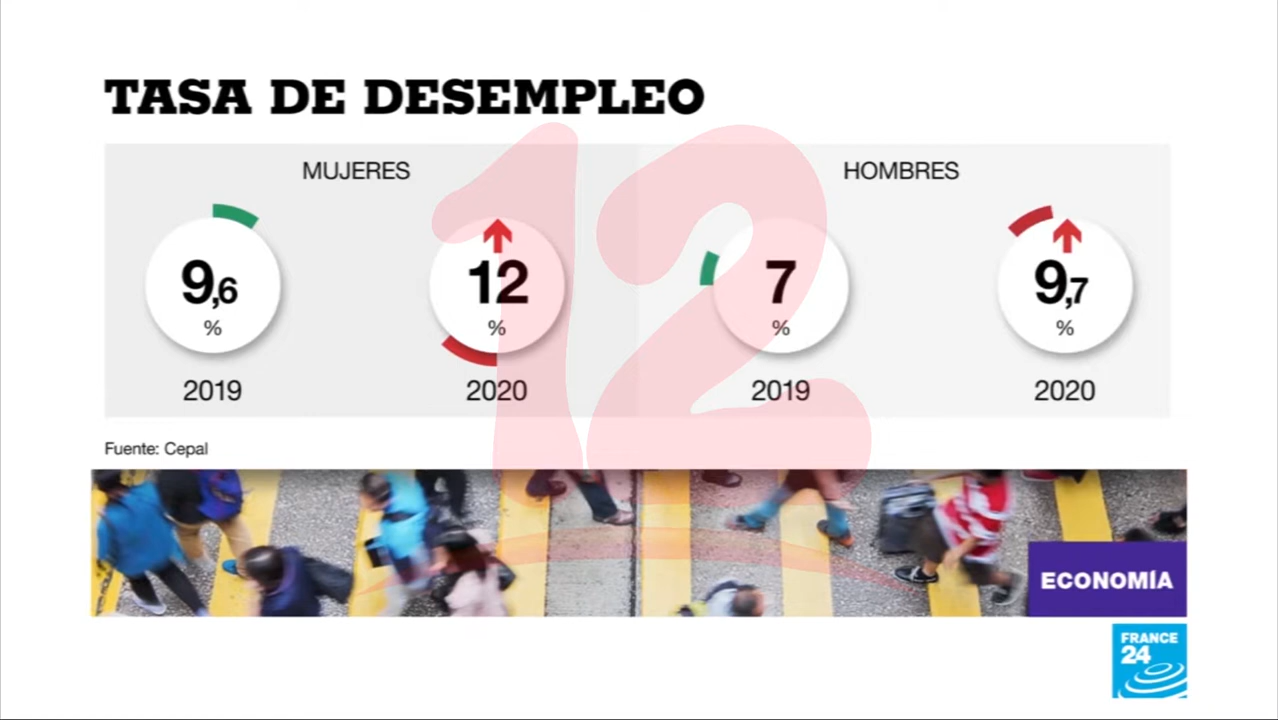 TASA DE DESEMPLEO
MUJERES
HOMBRES
9,6
%
2019
12
%
2020
7
%
2019
9,7
%
2020
12
Fuente: Cepal
ECONOMÍA
FRANCE
24